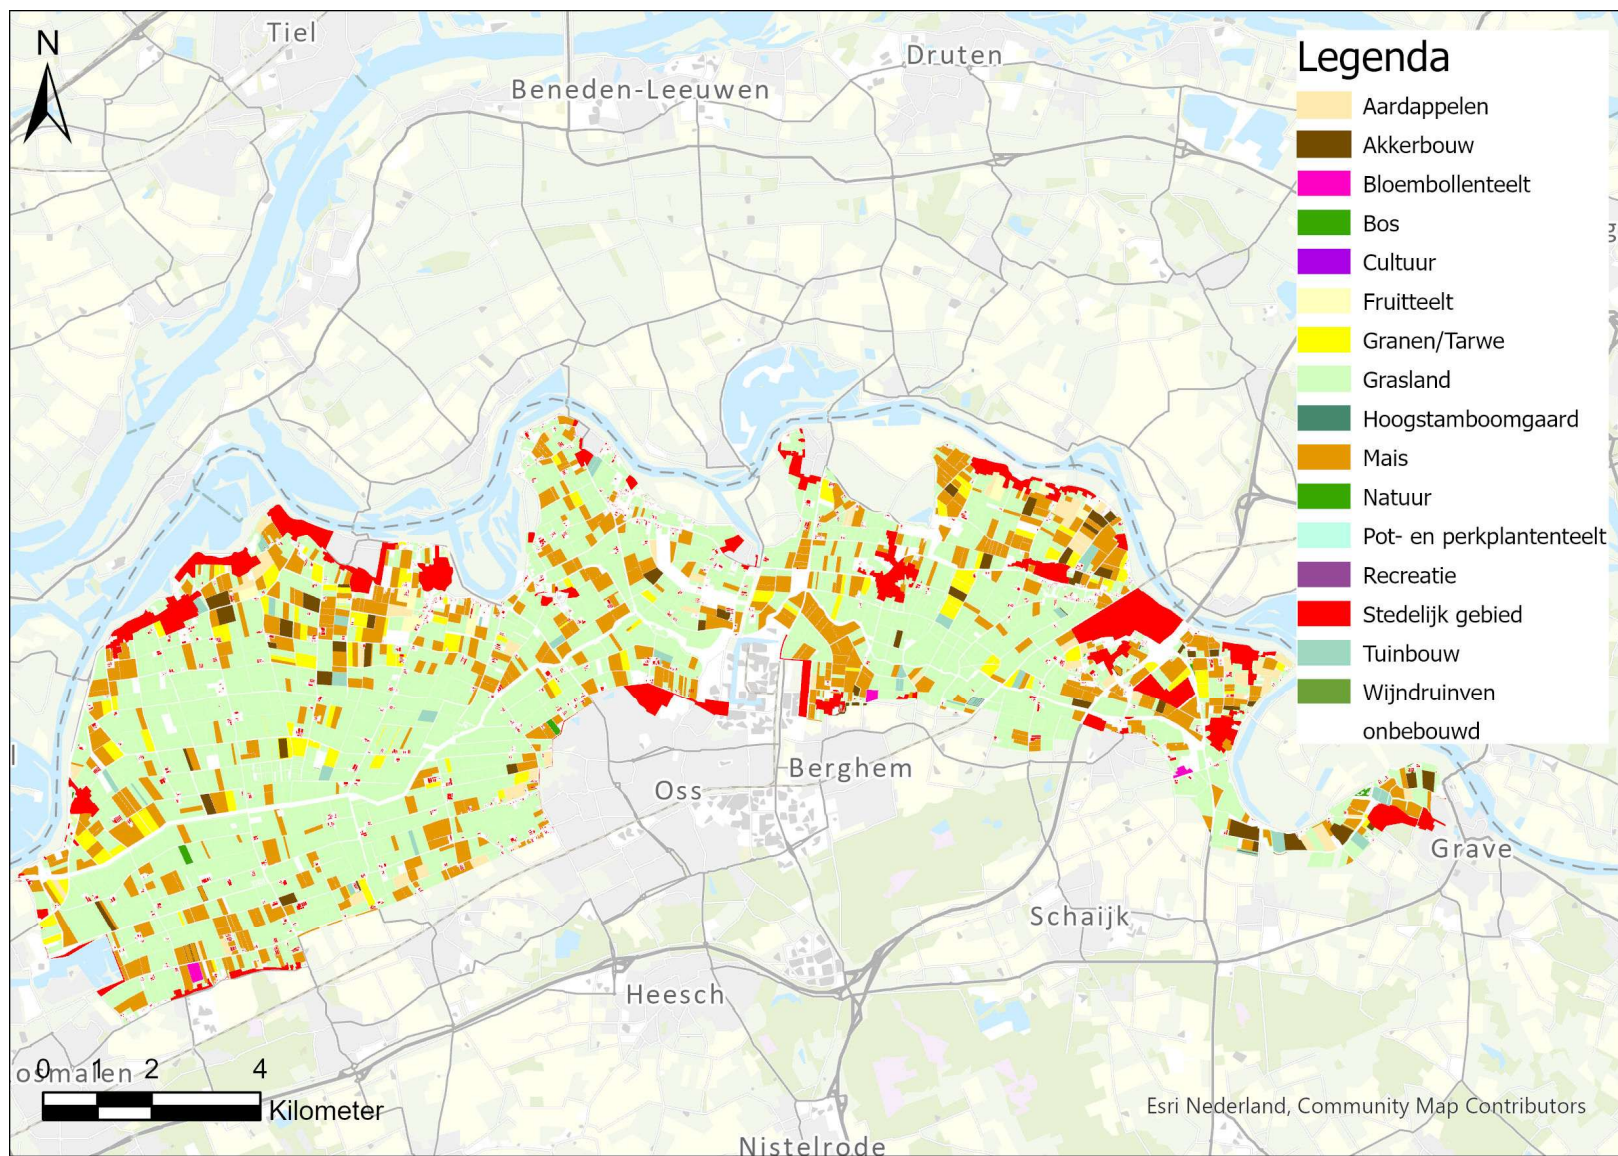 N
Tiel
Beneden-Leeuwen
Druten
Legenda
Aardappelen
Akkerbouw
Bloembollenteelt
Bos
Cultuur
Fruitteelt
Granen/Tarwe
Grasland
Hoogstamboomgaard
Mais
Natuur
Pot- en perkplantenteelt
Recreatie
Stedelijk gebied
Tuinbouw
Wijndruinven
onbebouwd
Oss
Berghem
Grave
Schaijk
Heesch
osmalen
0 1 2 4
Kilometer
Nistelrode
Esri Nederland, Community Map Contributors